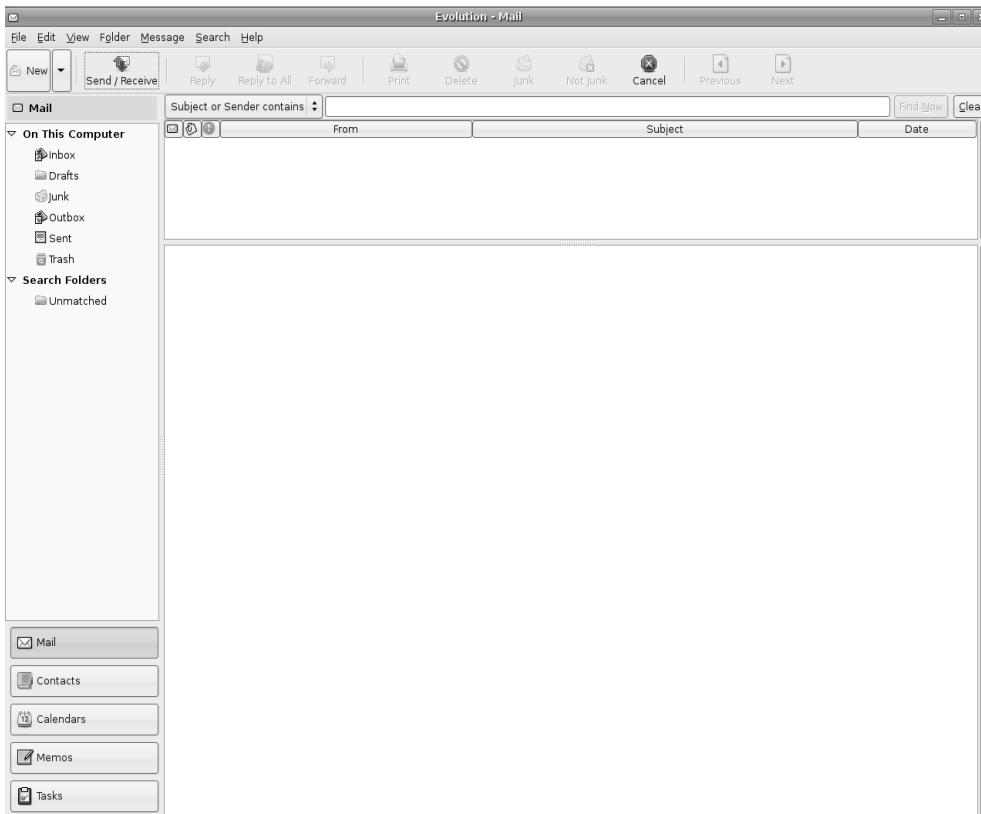 Evolution - Mail
File Edit View Folder Message Search Help
New Send / Receive Reply Reply to All Forward Print Delete Junk Not Junk Cancel Previous Next
Mail Subject or Sender contains Find Now Clea
From Subject Date
On This Computer
Inbox
Drafts
Junk
Outbox
Sent
Trash
Search Folders
Unmatched
Mail
Contacts
12 Calendars
Memos
Tasks